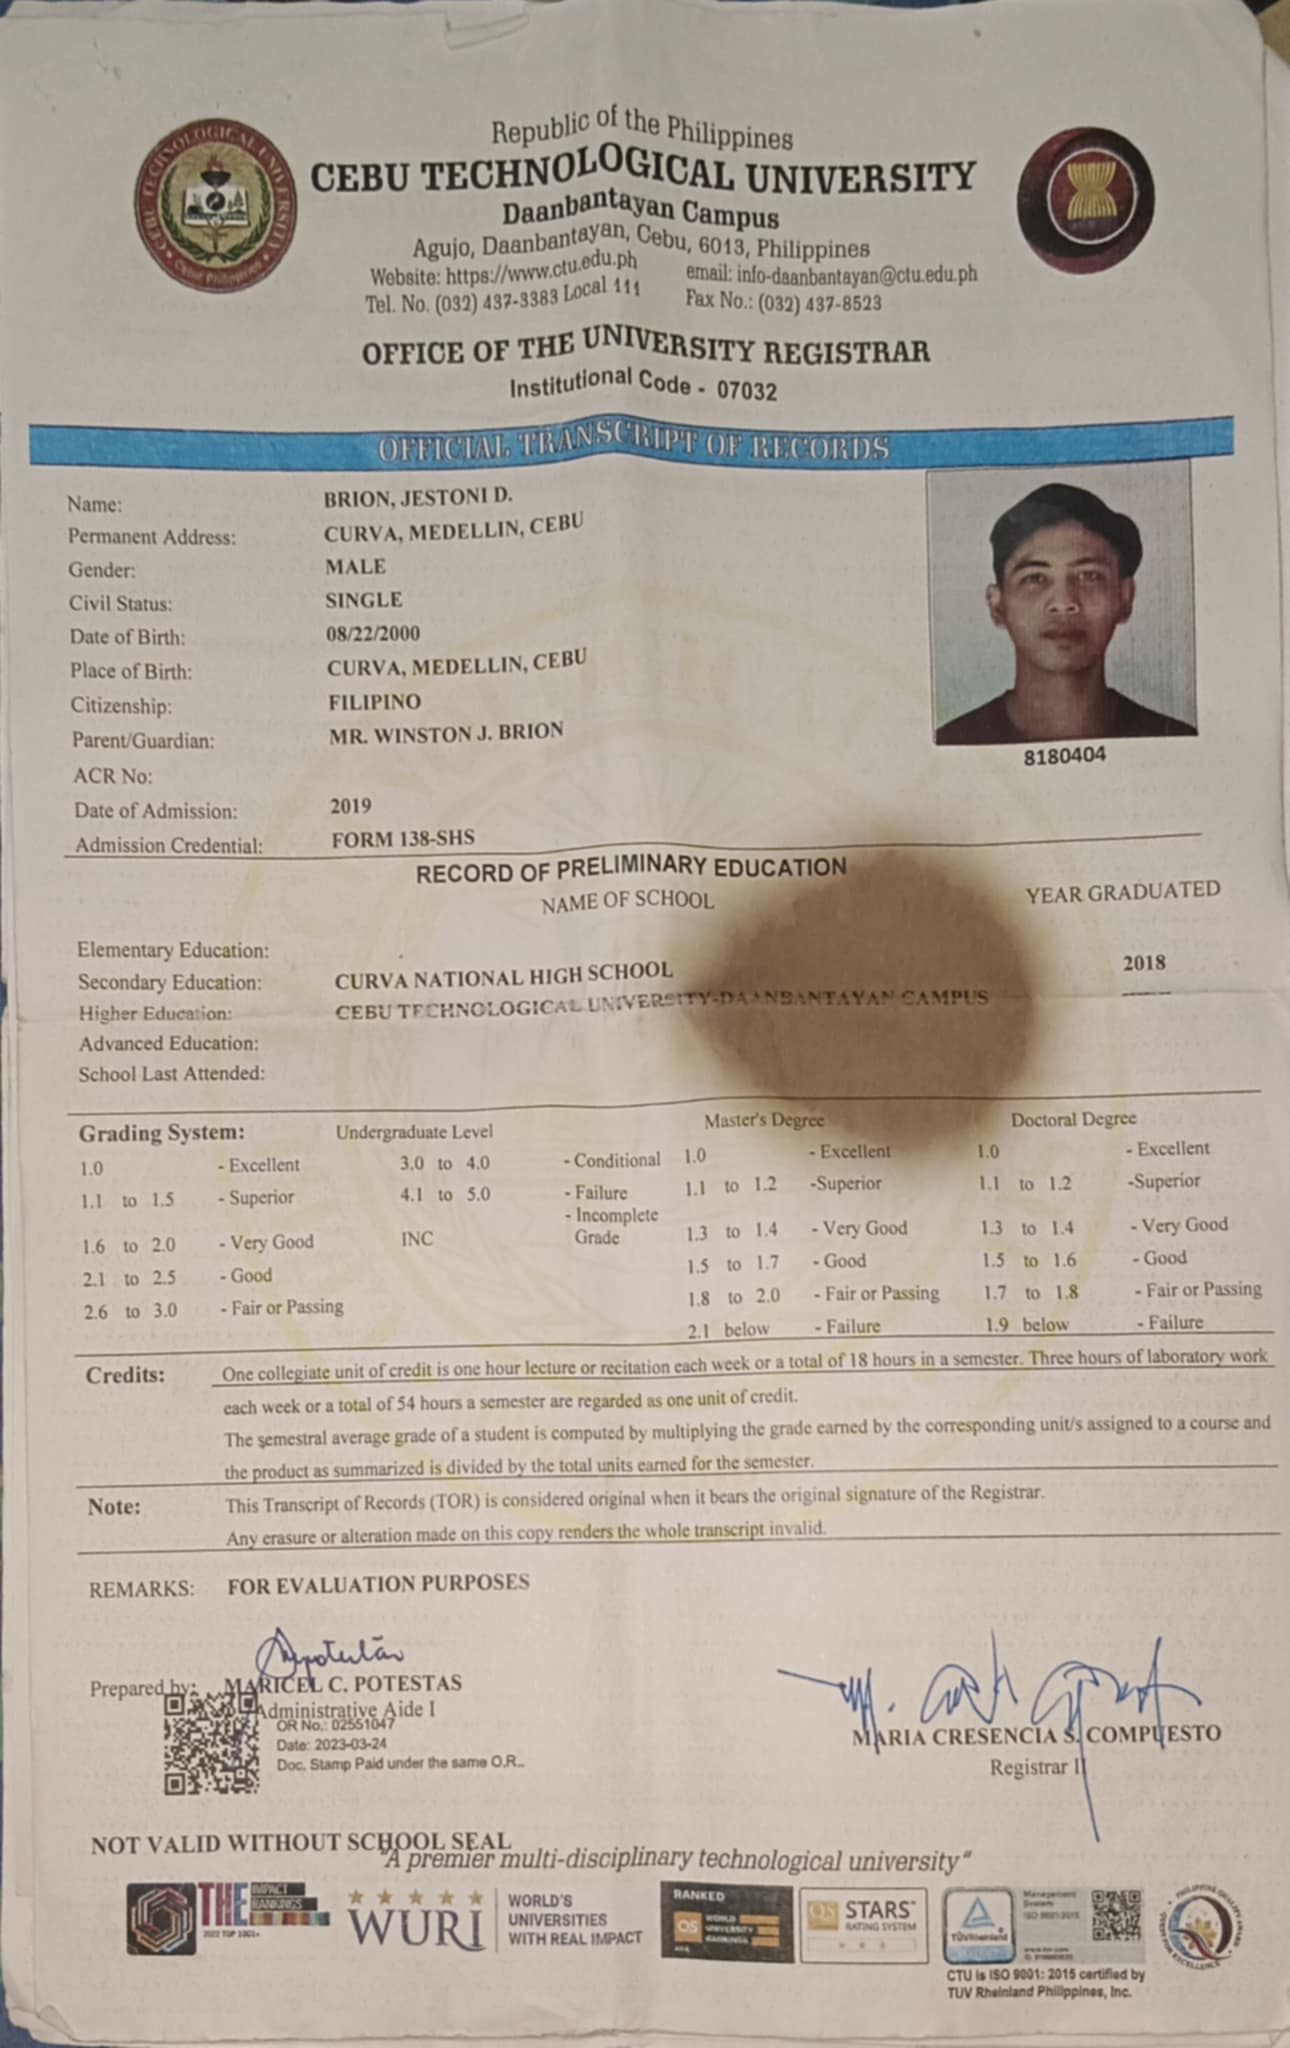 Republic of the Philippines
CEBU TECHNOLOGICAL UNIVERSITY
Daanbantayan Campus
Agujo, Daanbantayan, Cebu, 6013, Philippines
Website: https://www.ctu.edu.ph email: info-daanbantayan@ctu.edu.ph
Tel. No. (032) 437-3383 Local 111 Fax No.: (032) 437-8523
OFFICE OF THE UNIVERSITY REGISTRAR
Institutional Code - 07032
OFFICIAL TRANSCRIPT OF RECORDS
Name: BRION, JESTONI D.
Permanent Address: CURVA, MEDELLIN, CEBU
Gender: MALE
Civil Status: SINGLE
Date of Birth: 08/22/2000
Place of Birth: CURVA, MEDELLIN, CEBU
Citizenship: FILIPINO
Parent/Guardian: MR. WINSTON J. BRION
8180404
ACR No:
Date of Admission: 2019
Admission Credential: FORM 138-SHS
RECORD OF PRELIMINARY EDUCATION
NAME OF SCHOOL YEAR GRADUATED
Elementary Education:
Secondary Education: CURVA NATIONAL HIGH SCHOOL 2018
Higher Education: CEBU TECHNOLOGICAL UNIVERSITY-DAANBANTAYAN CAMPUS ------
Advanced Education:
School Last Attended:
Grading System: Undergraduate Level Master's Degree Doctoral Degree
1.0 - Excellent 3.0 to 4.0 - Conditional 1.0 - Excellent 1.0 - Excellent
1.1 to 1.5 - Superior 4.1 to 5.0 - Failure 1.1 to 1.2 -Superior 1.1 to 1.2 -Superior
1.6 to 2.0 - Very Good INC - Incomplete Grade 1.3 to 1.4 - Very Good 1.3 to 1.4 - Very Good
2.1 to 2.5 - Good 1.5 to 1.7 - Good 1.5 to 1.6 - Good
2.6 to 3.0 - Fair or Passing 1.8 to 2.0 - Fair or Passing 1.7 to 1.8 - Fair or Passing
2.1 below - Failure 1.9 below - Failure
Credits: One collegiate unit of credit is one hour lecture or recitation each week or a total of 18 hours in a semester. Three hours of laboratory work
each week or a total of 54 hours a semester are regarded as one unit of credit.
The semestral average grade of a student is computed by multiplying the grade earned by the corresponding unit/s assigned to a course and
the product as summarized is divided by the total units earned for the semester.
Note: This Transcript of Records (TOR) is considered original when it bears the original signature of the Registrar.
Any erasure or alteration made on this copy renders the whole transcript invalid.
REMARKS: FOR EVALUATION PURPOSES
Prepared by: MARICEL C. POTESTAS
Administrative Aide I
OR No.: 02551047
Date: 2023-03-24
Doc. Stamp Paid under the same O.R..
MARIA CRESENCIA S. COMPUESTO
Registrar II
NOT VALID WITHOUT SCHOOL SEAL
"A premier multi-disciplinary technological university"
THE IMPACT RANKINGS
2022 TOP 1001+
WURI WORLD'S UNIVERSITIES WITH REAL IMPACT
RANKED
QS WORLD UNIVERSITY RANKINGS
QS STARS RATING SYSTEM
TÜVRheinland
Management System
ISO 9001:2015
CTU is ISO 9001: 2015 certified by
TUV Rheinland Philippines, Inc.